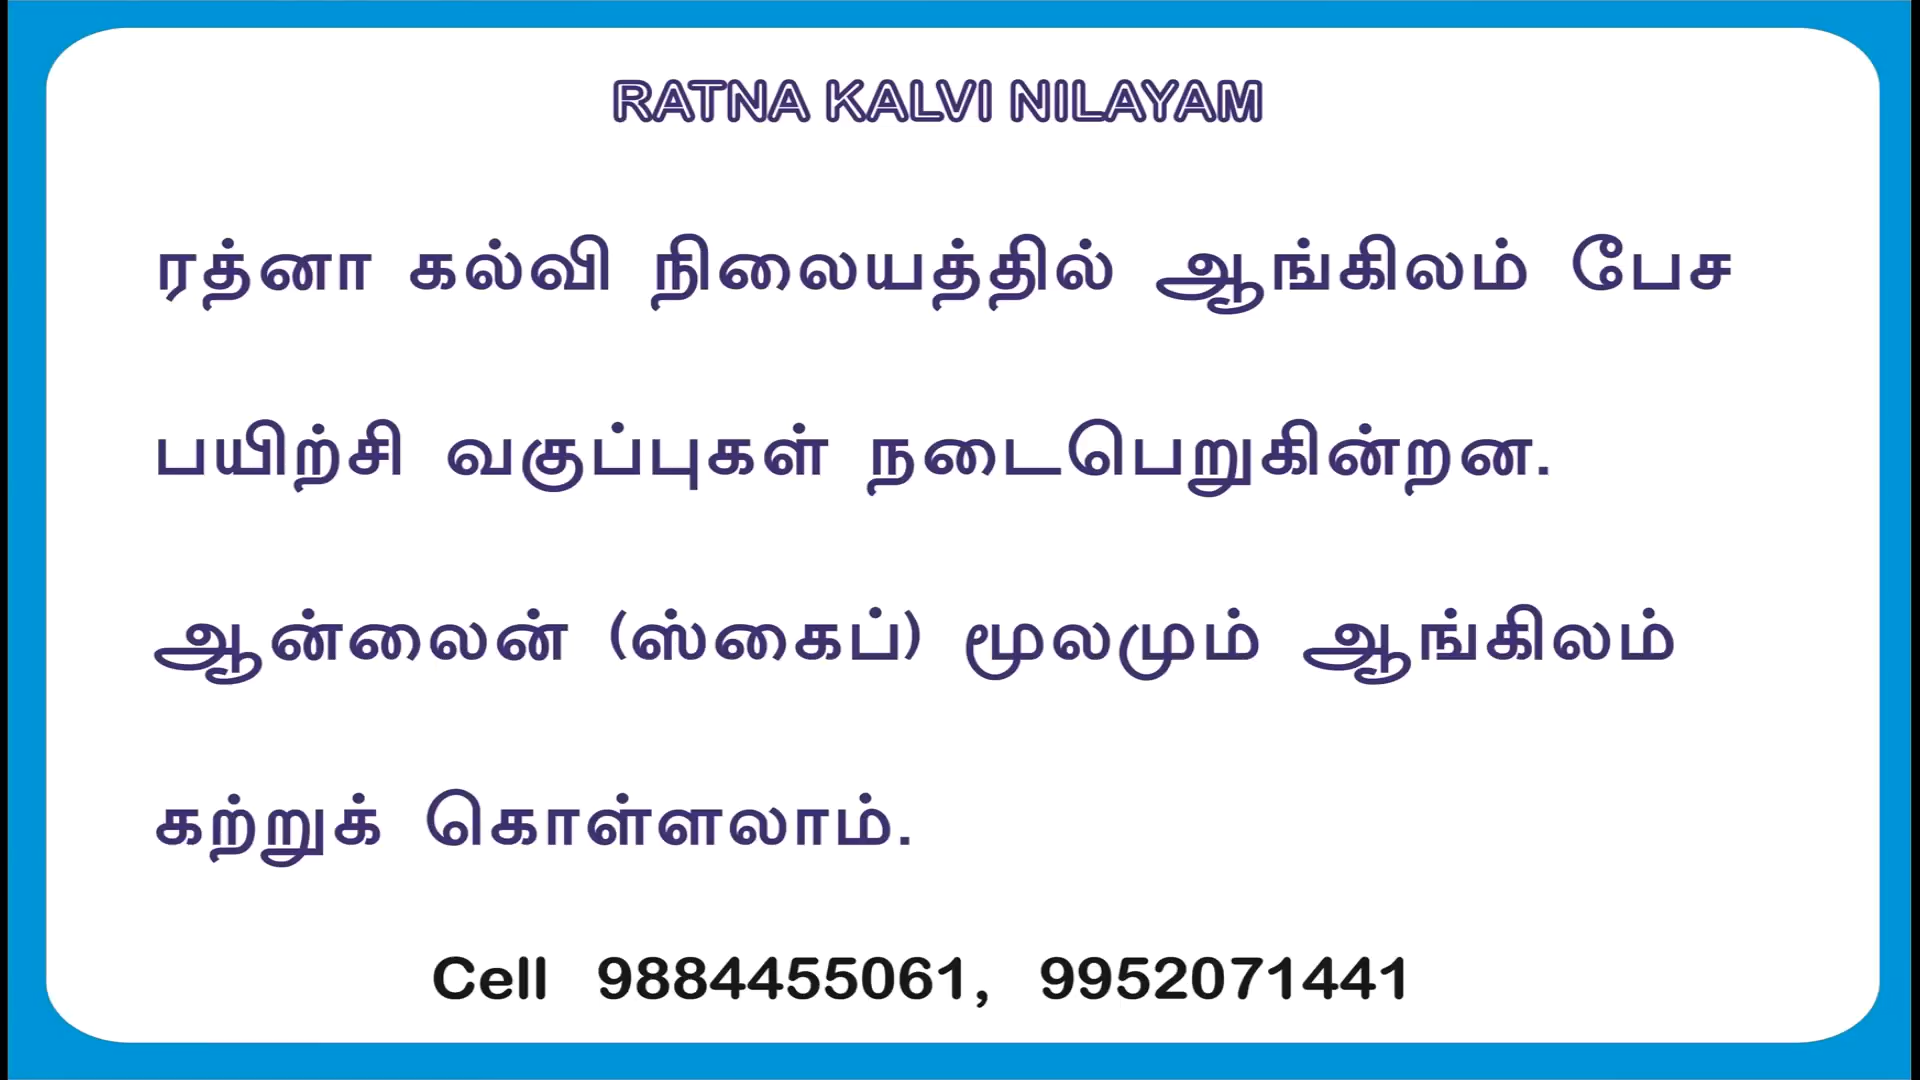 RATNA KALVI NILAYAM
ரத்னா கல்வி நிலையத்தில் ஆங்கிலம் பேச
பயிற்சி வகுப்புகள் நடைபெறுகின்றன.
ஆன்லைன் (ஸ்கைப்) மூலமும் ஆங்கிலம்
கற்றுக் கொள்ளலாம்.
Cell 9884455061, 9952071441